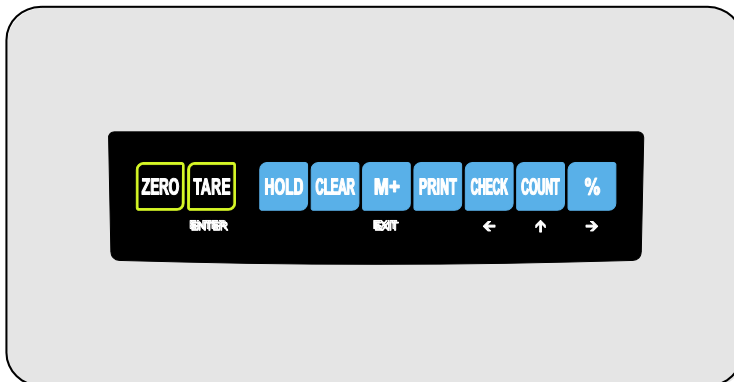 ZERO TARE HOLD CLEAR M+ PRINT CHECK COUNT %
ENTER EXIT ← ↑ →